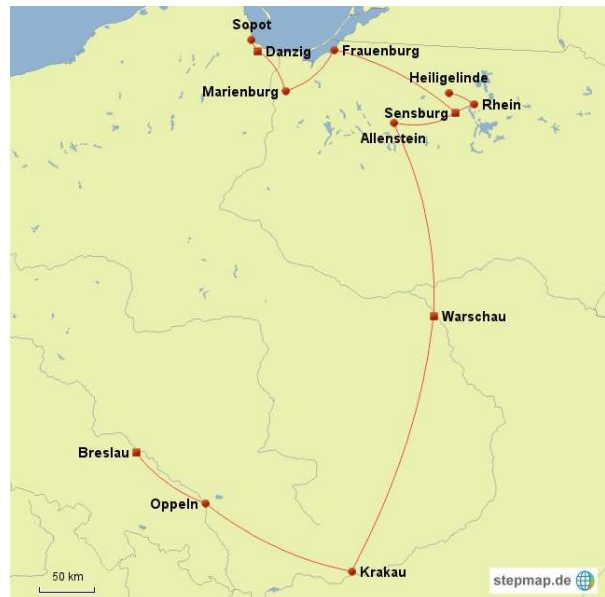 Sopot
Danzig
Frauenburg
Marienburg
Heiligelinde
Rhein
Sensburg
Allenstein
Warschau
Breslau
Oppeln
Krakau
50 km
stepmap.de